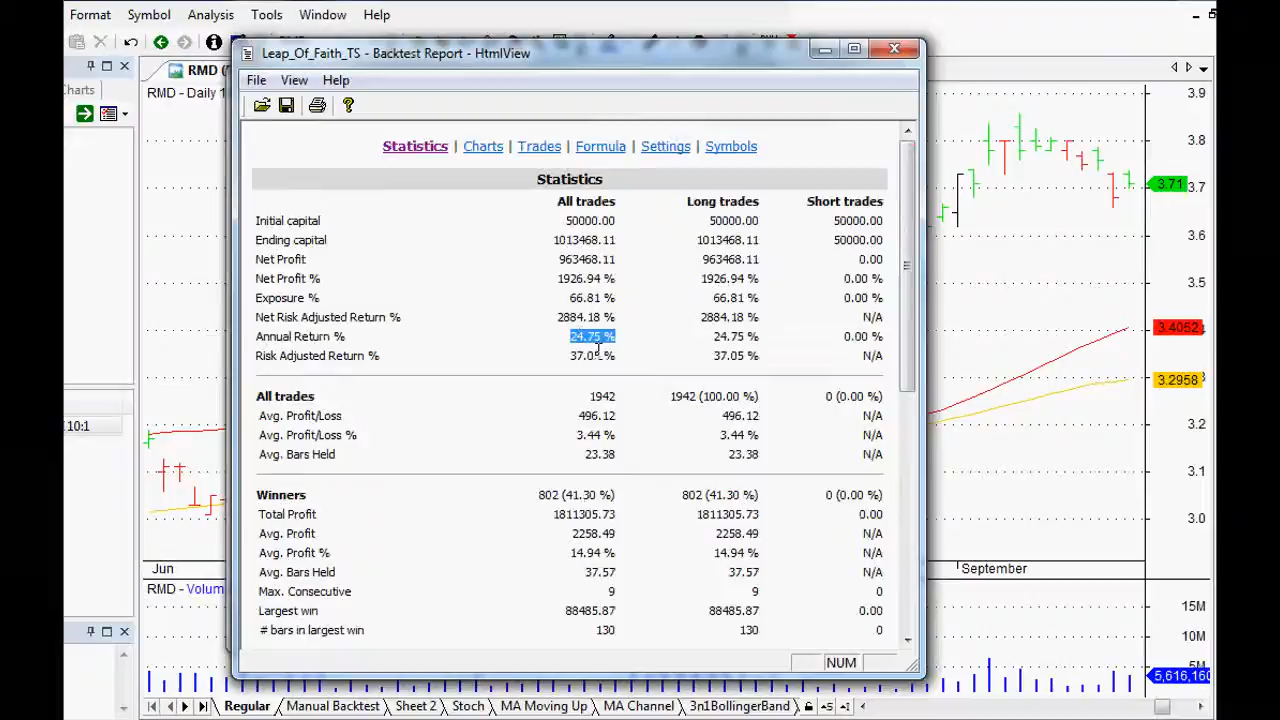 Format Symbol Analysis Tools Window Help
Leap_Of_Faith_TS - Backtest Report - HtmlView
RMD
harts
File View Help
RMD - Daily
Statistics | Charts | Trades | Formula | Settings | Symbols
Statistics
All trades Long trades Short trades
Initial capital 50000.00 50000.00 50000.00
Ending capital 1013468.11 1013468.11 50000.00
Net Profit 963468.11 963468.11 0.00
Net Profit % 1926.94 % 1926.94 % 0.00 %
Exposure % 66.81 % 66.81 % 0.00 %
Net Risk Adjusted Return % 2884.18 % 2884.18 % N/A
Annual Return % 24.75 % 24.75 % 0.00 %
Risk Adjusted Return % 37.05 % 37.05 % N/A
All trades 1942 1942 (100.00 %) 0 (0.00 %)
Avg. Profit/Loss 496.12 496.12 N/A
Avg. Profit/Loss % 3.44 % 3.44 % N/A
Avg. Bars Held 23.38 23.38 N/A
Winners 802 (41.30 %) 802 (41.30 %) 0 (0.00 %)
Total Profit 1811305.73 1811305.73 0.00
Avg. Profit 2258.49 2258.49 N/A
Avg. Profit % 14.94 % 14.94 % N/A
Avg. Bars Held 37.57 37.57 N/A
Max. Consecutive 9 9 0
Largest win 88485.87 88485.87 0.00
# bars in largest win 130 130 0
NUM
10:1
3.9
3.8
3.71
3.7
3.6
3.5
3.4052
3.2958
3.2
3.1
3.0
Jun September
RMD - Volum
15M
10M
5M
5,616,160
Regular Manual Backtest Sheet 2 Stoch MA Moving Up MA Channel 3n1BollingerBand